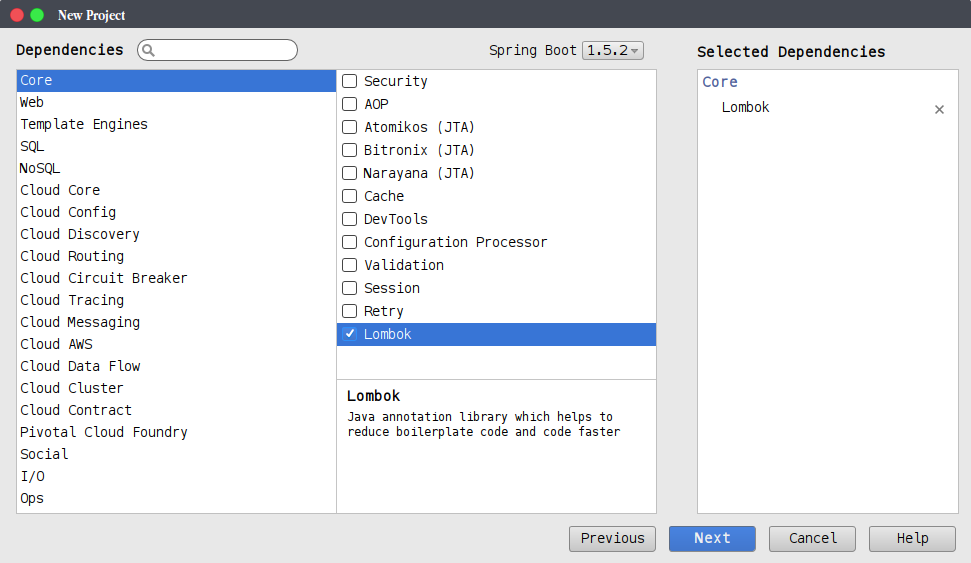 New Project
Dependencies
Spring Boot 1.5.2
Selected Dependencies
Core
Web
Template Engines
SQL
NoSQL
Cloud Core
Cloud Config
Cloud Discovery
Cloud Routing
Cloud Circuit Breaker
Cloud Tracing
Cloud Messaging
Cloud AWS
Cloud Data Flow
Cloud Cluster
Cloud Contract
Pivotal Cloud Foundry
Social
I/O
Ops
Security
AOP
Atomikos (JTA)
Bitronix (JTA)
Narayana (JTA)
Cache
DevTools
Configuration Processor
Validation
Session
Retry
Lombok
Lombok
Java annotation library which helps to
reduce boilerplate code and code faster
Core
Lombok
Previous
Next
Cancel
Help